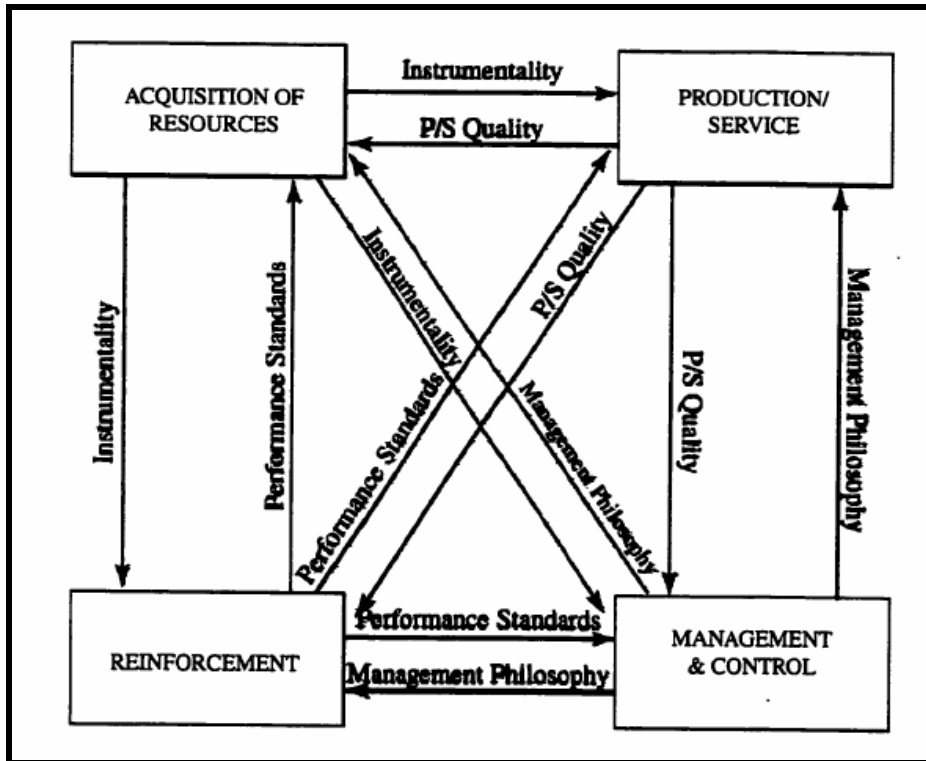 Instrumentality
ACQUISITION OF
RESOURCES
PRODUCTION/
SERVICE
P/S Quality
Instrumentality
P/S Quality
Instrumentality
Performance Standards
Management Philosophy
P/S Quality
Performance Standards
Management Philosophy
Performance Standards
REINFORCEMENT
MANAGEMENT
& CONTROL
Management Philosophy